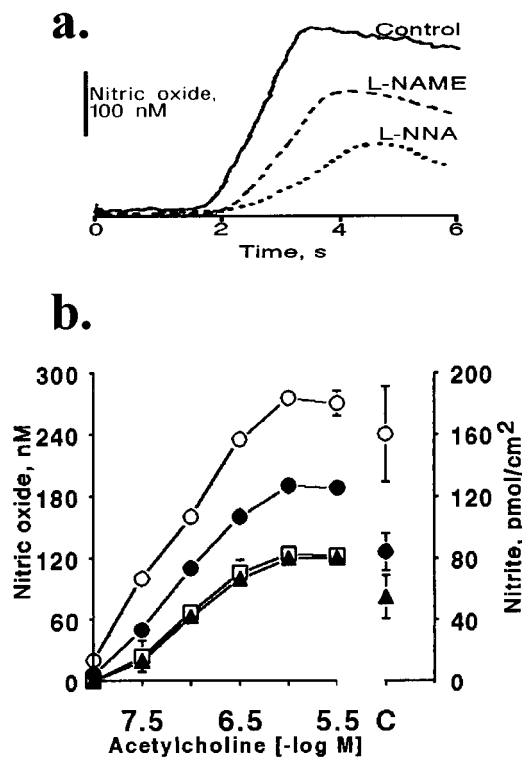 a.
Control
Nitric oxide,
100 nM
L-NAME
L-NNA
0 2 4 6
Time, s
b.
300 200
240 160
180 120
120 80
60 40
0 0
Nitric oxide, nM
Nitrite, pmol/cm2
7.5 6.5 5.5 C
Acetylcholine [-log M]